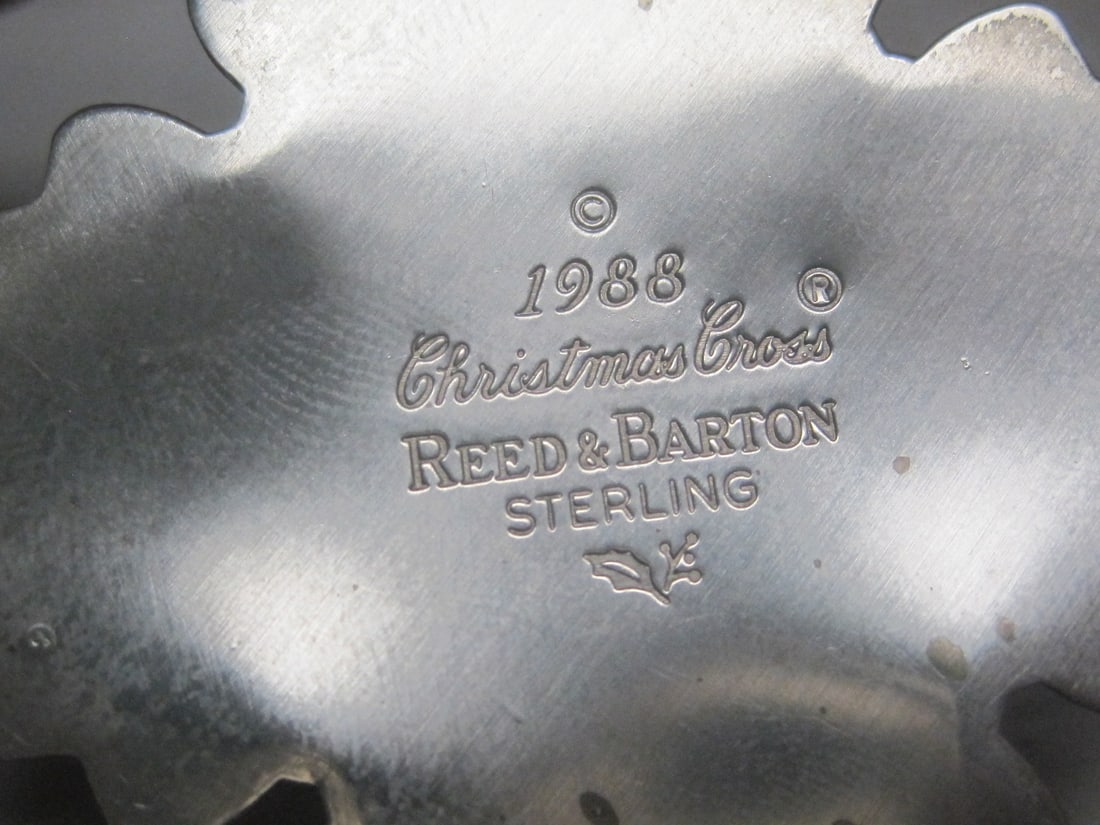 ©
1988
Christmas Cross ®
REED & BARTON
STERLING